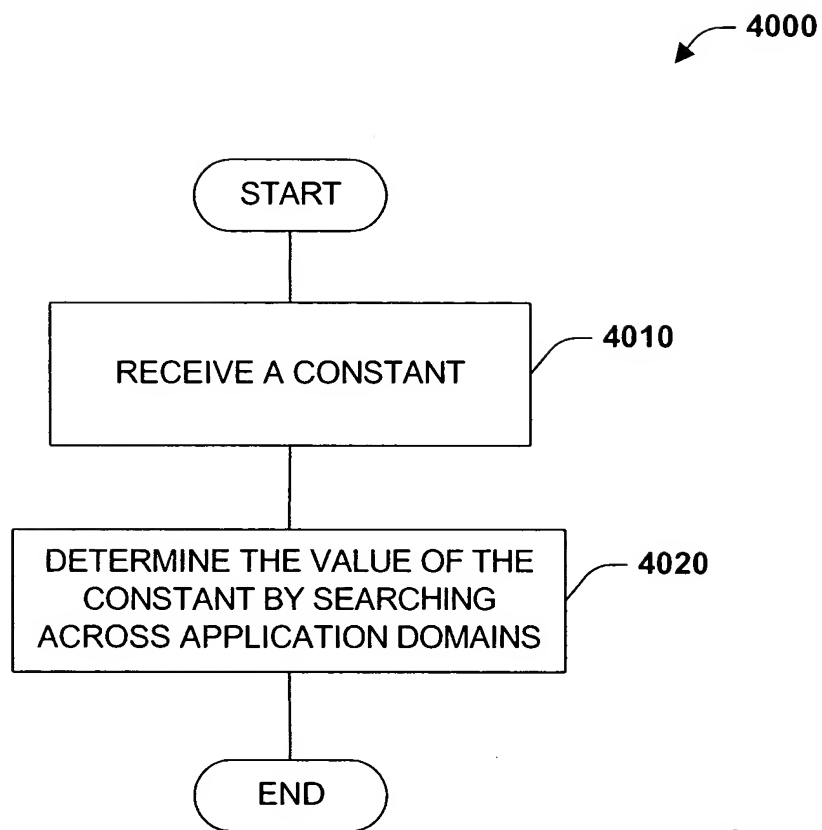 4000
START
RECEIVE A CONSTANT
4010
DETERMINE THE VALUE OF THE
CONSTANT BY SEARCHING
ACROSS APPLICATION DOMAINS
4020
END